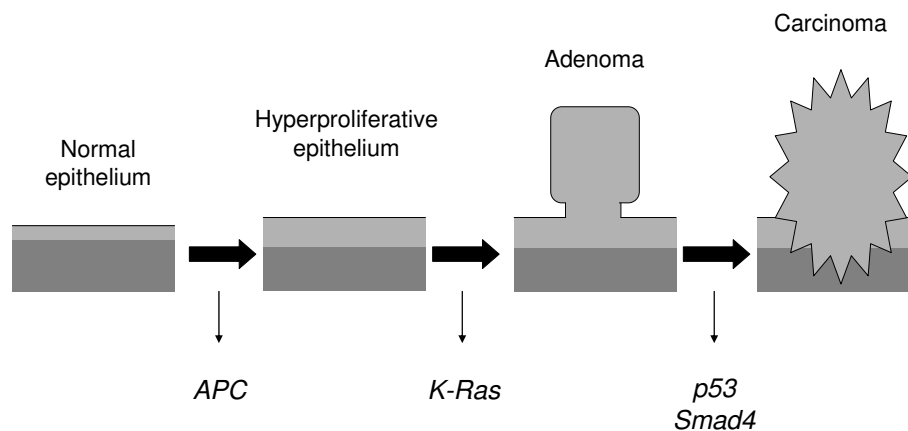 Normal
epithelium
Hyperproliferative
epithelium
Adenoma
Carcinoma
APC
K-Ras
p53
Smad4